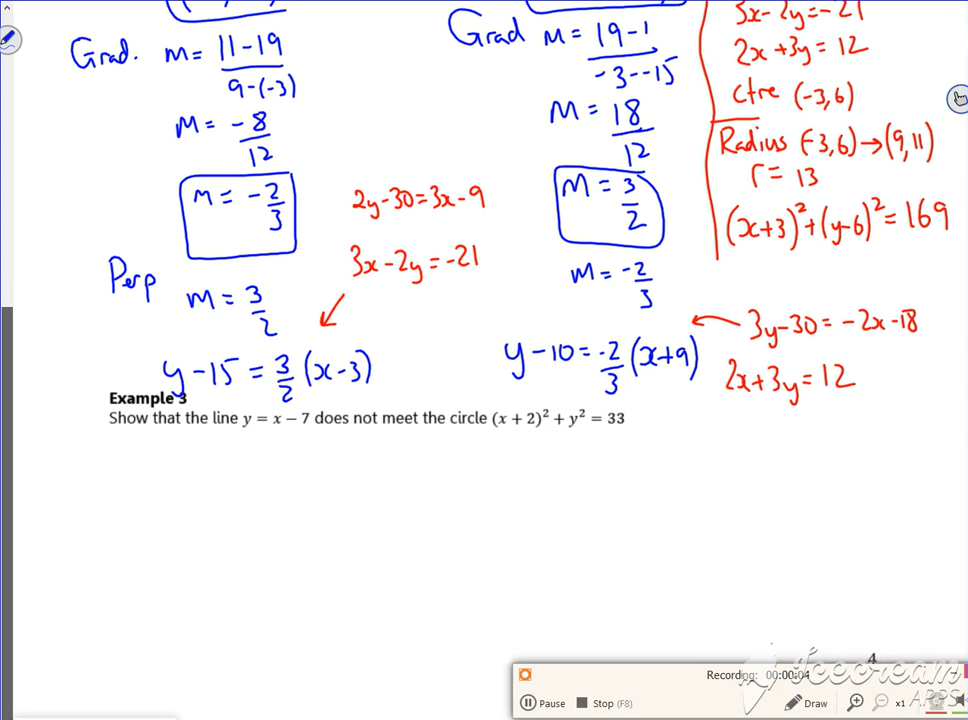 Grad. m = 11-19
9-(-3)
m = -8
12
m = -2
3
Perp
m = 3
2
y-15 = 3/2 (x-3)
2y-30=3x-9
3x-2y=-21
Grad m = 19-1
-3--15
m = 18
12
m = 3
2
m = -2
3
y-10 = -2/3 (x+9)
3x-2y=-21
2x+3y=12
Ctre (-3,6)
Radius (-3,6)→(9,11)
r = 13
(x+3)²+(y-6)²=169
3y-30=-2x-18
2x+3y=12
Example 3
Show that the line y = x − 7 does not meet the circle (x + 2)² + y² = 33
4
Recording: 00:00:04
Pause
Stop (F8)
Draw
x1
Icecream
APPS